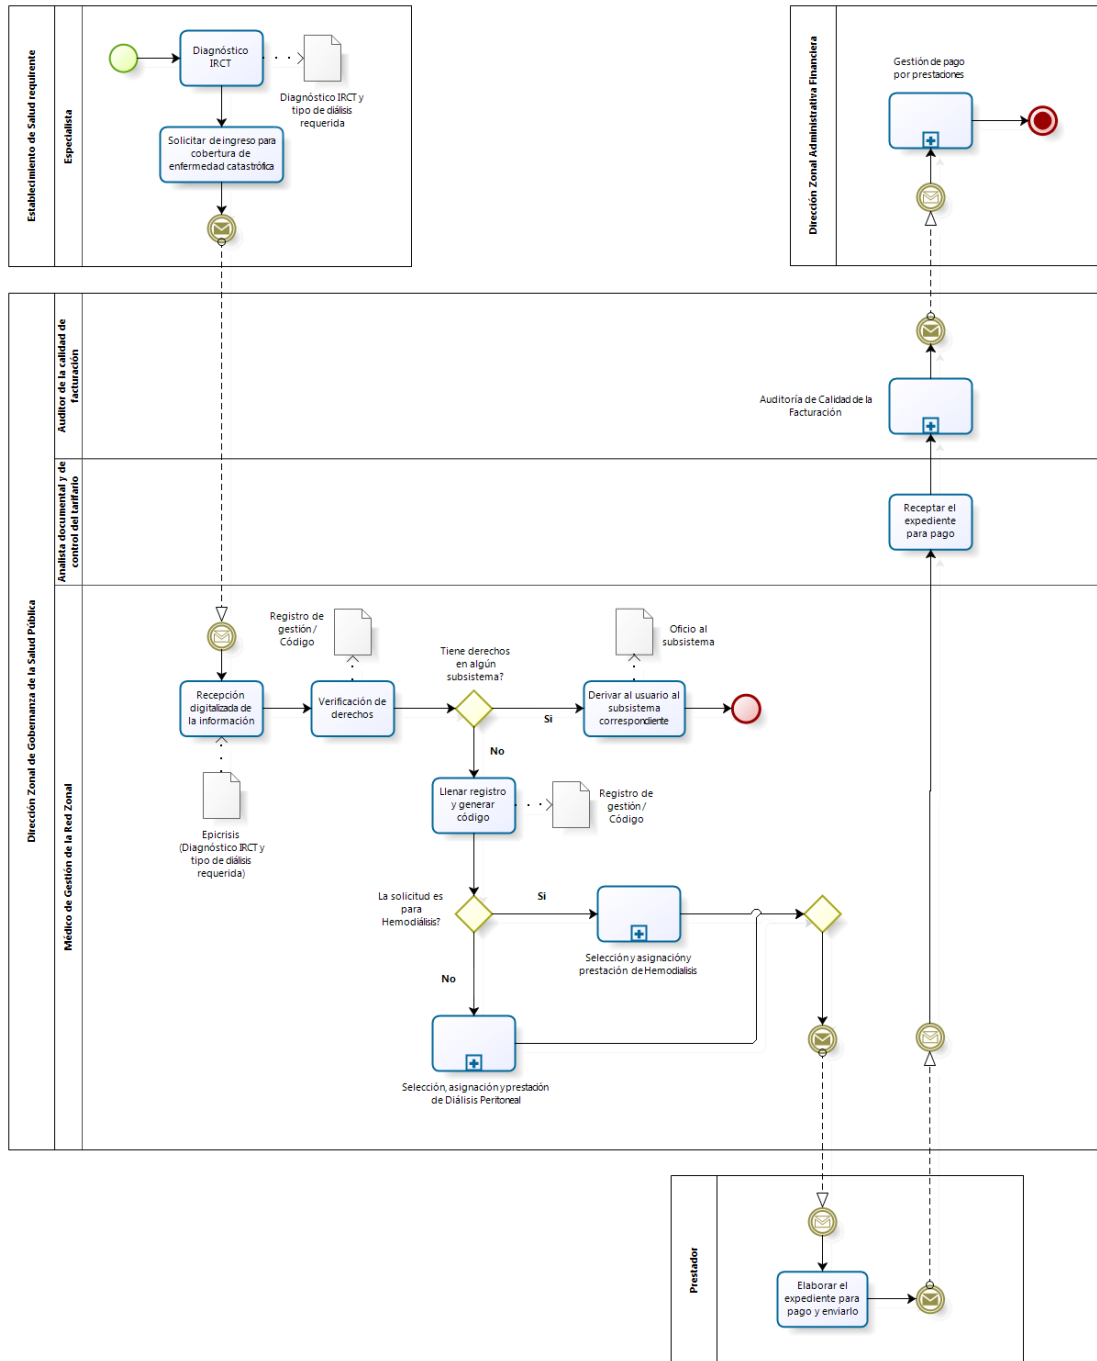 Establecimiento de Salud requirente
Especialista
Diagnóstico
IRCT
Diagnóstico IRCT y
tipo de diálisis
requerida
Solicitar de ingreso para
cobertura de
enfermedad catastrófica
Dirección Zonal Administrativa Financiera
Gestión de pago
por prestaciones
Dirección Zonal de Gobernanza de la Salud Pública
Auditor de la calidad de
facturación
Auditoría de Calidad de la
Facturación
Analista documental y de
control del tarifario
Receptar el
expediente
para pago
Médico de Gestión de la Red Zonal
Registro de
gestión /
Código
Tiene derechos
en algún
subsistema?
Oficio al
subsistema
Recepción
digitalizada de
la información
Verificación de
derechos
Si
Derivar al usuario al
subsistema
correspondiente
No
Epicrisis
(Diagnóstico IRCT y
tipo de diálisis
requerida)
Llenar registro
y generar
código
Registro de
gestión /
Código
La solicitud es
para
Hemodiálisis?
Si
Selección y asignación y
prestación de Hemodialisis
No
Selección, asignación y prestación
de Diálisis Peritoneal
Prestador
Elaborar el
expediente para
pago y enviarlo